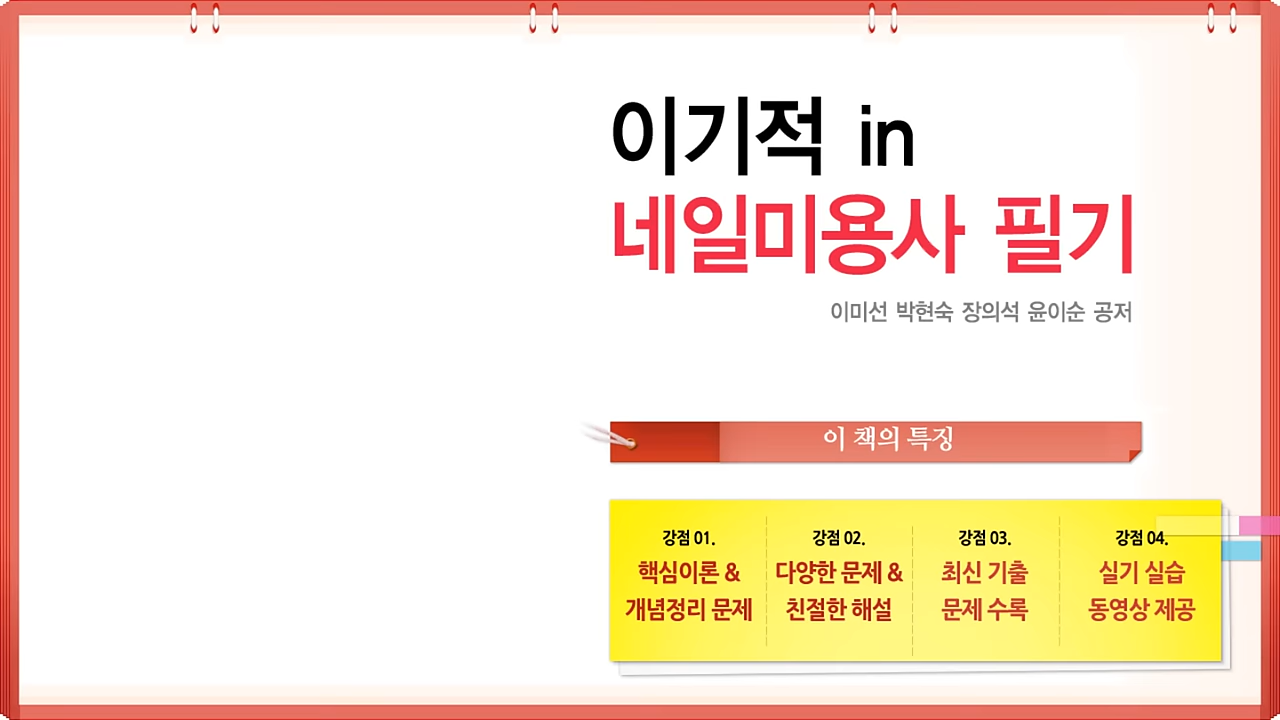 이기적 in
네일미용사 필기
이미선 박현숙 장의석 윤이순 공저
이 책의 특징
강점 01.
핵심이론 &
개념정리 문제
강점 02.
다양한 문제 &
친절한 해설
강점 03.
최신 기출
문제 수록
강점 04.
실기 실습
동영상 제공